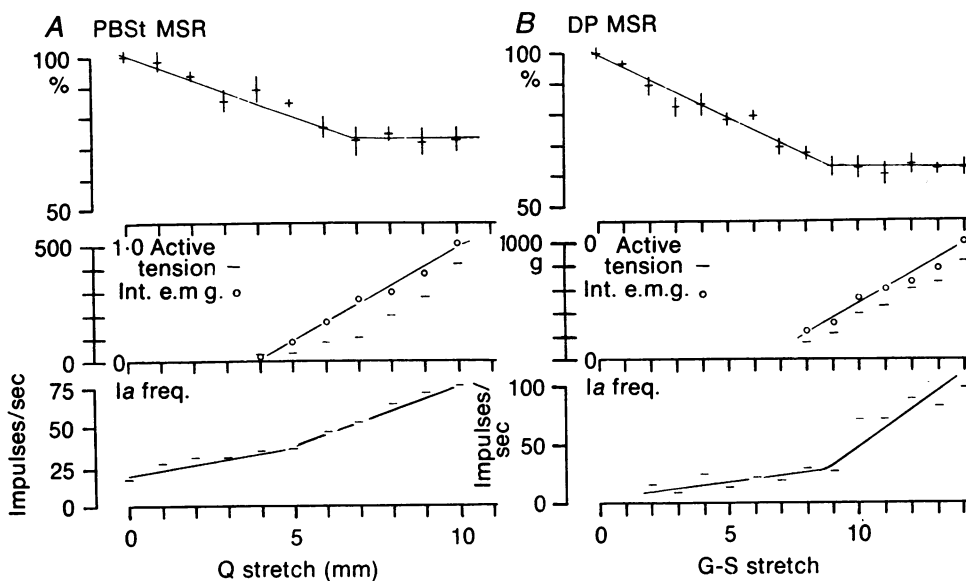 A PBSt MSR
100
%
50
500
0
1·0 Active
tension –
Int. e.m g. o
0
Impulses/sec
75
50
25
0
Ia freq.
0 5 10
Q stretch (mm)
B DP MSR
100
%
50
1000
g
0
0 Active
tension –
Int. e.m.g. o
Impulses/
sec
100
50
0
Ia freq.
0 5 10
G-S stretch